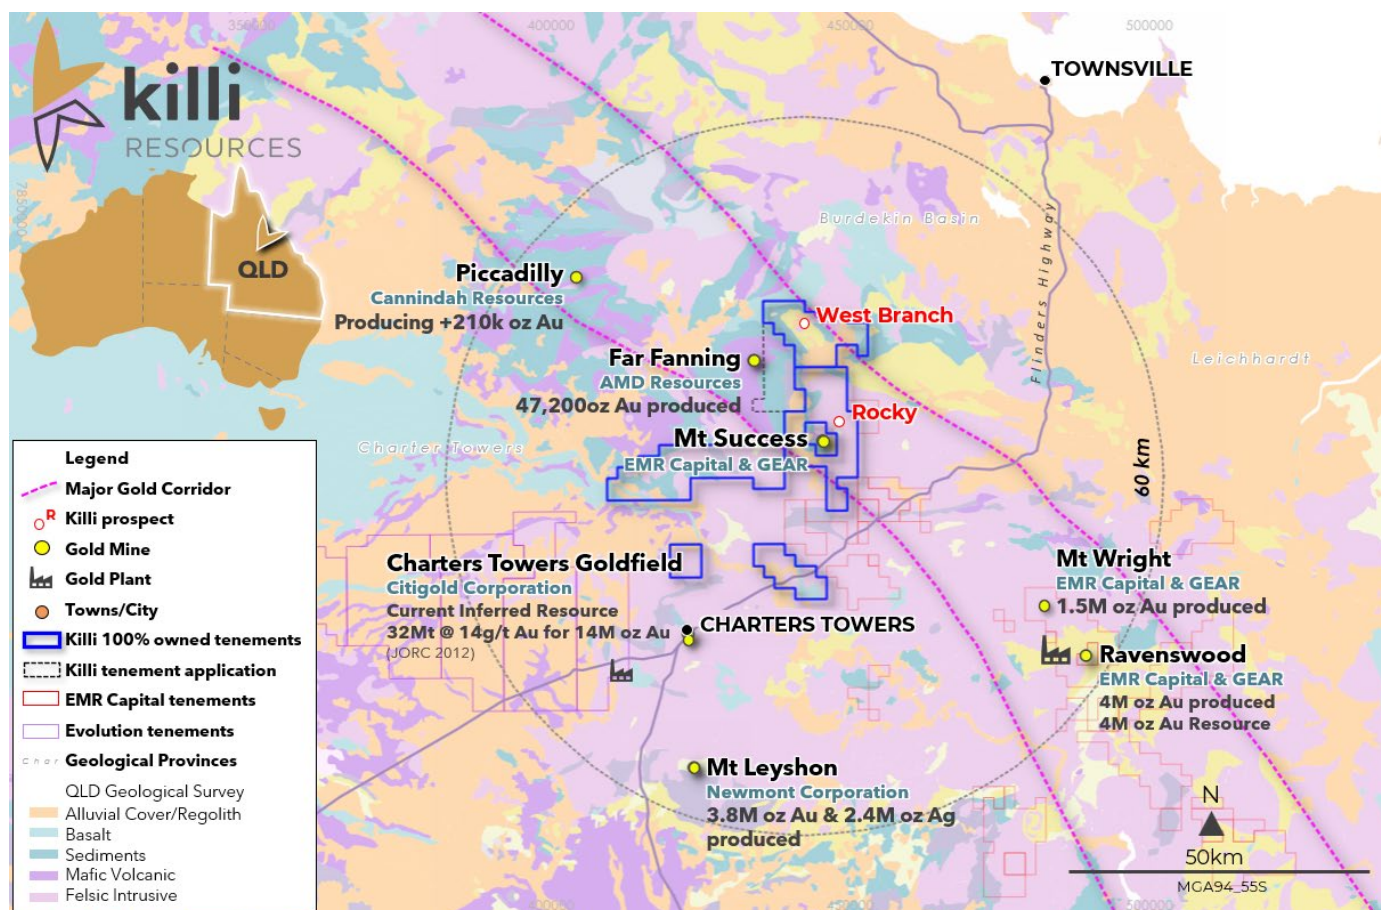 350000
400000
450000
500000
7850000
killi
RESOURCES
QLD
TOWNSVILLE
Burdekin Basin
Flinders Highway
Leichhardt
Piccadilly
Cannindah Resources
Producing +210k oz Au
West Branch
Far Fanning
AMD Resources
47,200oz Au produced
Rocky
Mt Success
EMR Capital & GEAR
Charter Towers
60 km
Charters Towers Goldfield
Citigold Corporation
Current Inferred Resource
32Mt @ 14g/t Au for 14M oz Au
(JORC 2012)
CHARTERS TOWERS
Mt Wright
EMR Capital & GEAR
1.5M oz Au produced
Ravenswood
EMR Capital & GEAR
4M oz Au produced
4M oz Au Resource
Mt Leyshon
Newmont Corporation
3.8M oz Au & 2.4M oz Ag
produced
Legend
Major Gold Corridor
R
Killi prospect
Gold Mine
Gold Plant
Towns/City
Killi 100% owned tenements
Killi tenement application
EMR Capital tenements
Evolution tenements
Char
Geological Provinces
QLD Geological Survey
Alluvial Cover/Regolith
Basalt
Sediments
Mafic Volcanic
Felsic Intrusive
N
50km
MGA94_55S
400000
500000